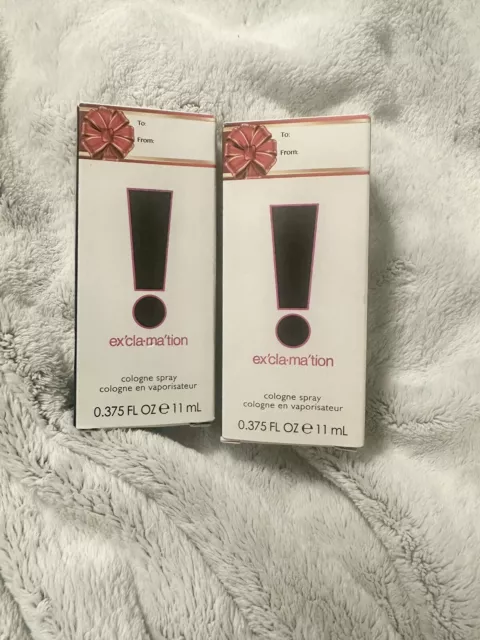 To:
From:
!
ex'cla-ma'tion
cologne spray
cologne en vaporisateur
0.375 FL OZ ℮ 11 mL
To:
From:
!
ex'cla-ma'tion
cologne spray
cologne en vaporisateur
0.375 FL OZ ℮ 11 mL